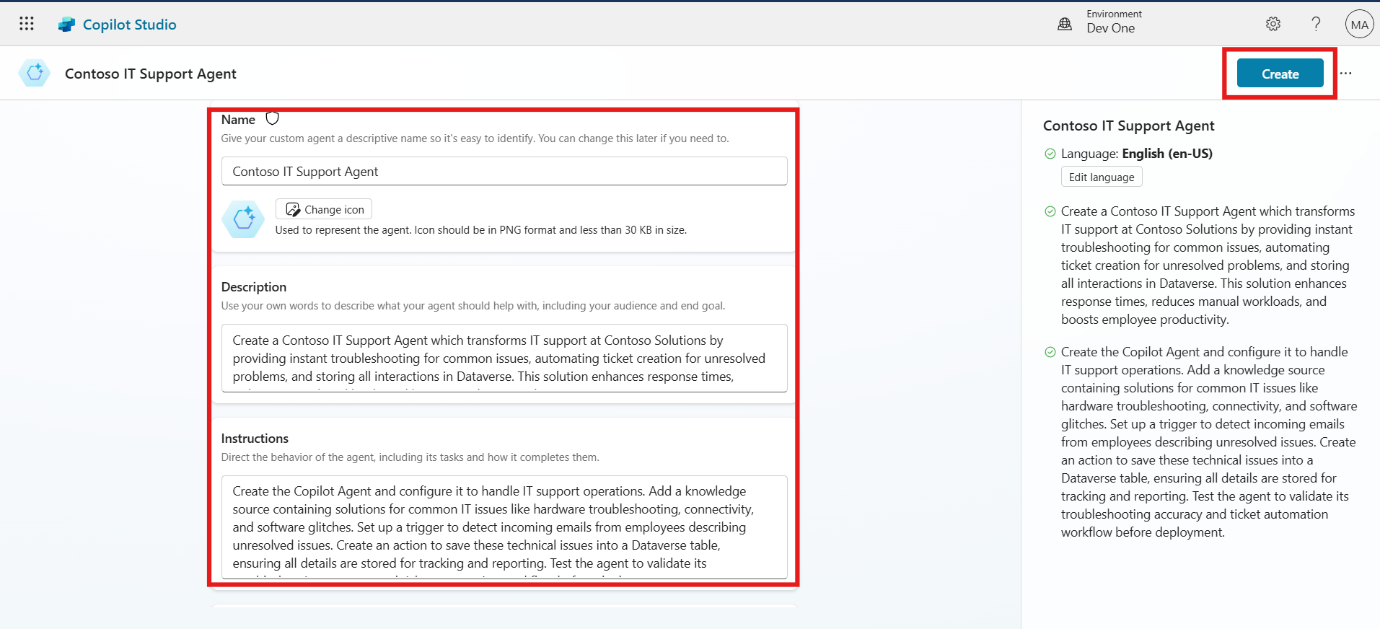 Copilot Studio
Environment
Dev One
?
MA
Contoso IT Support Agent
Create
...
Name
Give your custom agent a descriptive name so it's easy to identify. You can change this later if you need to.
Contoso IT Support Agent
Change icon
Used to represent the agent. Icon should be in PNG format and less than 30 KB in size.
Description
Use your own words to describe what your agent should help with, including your audience and end goal.
Create a Contoso IT Support Agent which transforms IT support at Contoso Solutions by
providing instant troubleshooting for common issues, automating ticket creation for unresolved
problems, and storing all interactions in Dataverse. This solution enhances response times,
Instructions
Direct the behavior of the agent, including its tasks and how it completes them.
Create the Copilot Agent and configure it to handle IT support operations. Add a knowledge
source containing solutions for common IT issues like hardware troubleshooting, connectivity,
and software glitches. Set up a trigger to detect incoming emails from employees describing
unresolved issues. Create an action to save these technical issues into a Dataverse table,
ensuring all details are stored for tracking and reporting. Test the agent to validate its
Contoso IT Support Agent
Language: English (en-US)
Edit language
Create a Contoso IT Support Agent which transforms
IT support at Contoso Solutions by providing instant
troubleshooting for common issues, automating
ticket creation for unresolved problems, and storing
all interactions in Dataverse. This solution enhances
response times, reduces manual workloads, and
boosts employee productivity.
Create the Copilot Agent and configure it to handle
IT support operations. Add a knowledge source
containing solutions for common IT issues like
hardware troubleshooting, connectivity, and software
glitches. Set up a trigger to detect incoming emails
from employees describing unresolved issues. Create
an action to save these technical issues into a
Dataverse table, ensuring all details are stored for
tracking and reporting. Test the agent to validate its
troubleshooting accuracy and ticket automation
workflow before deployment.